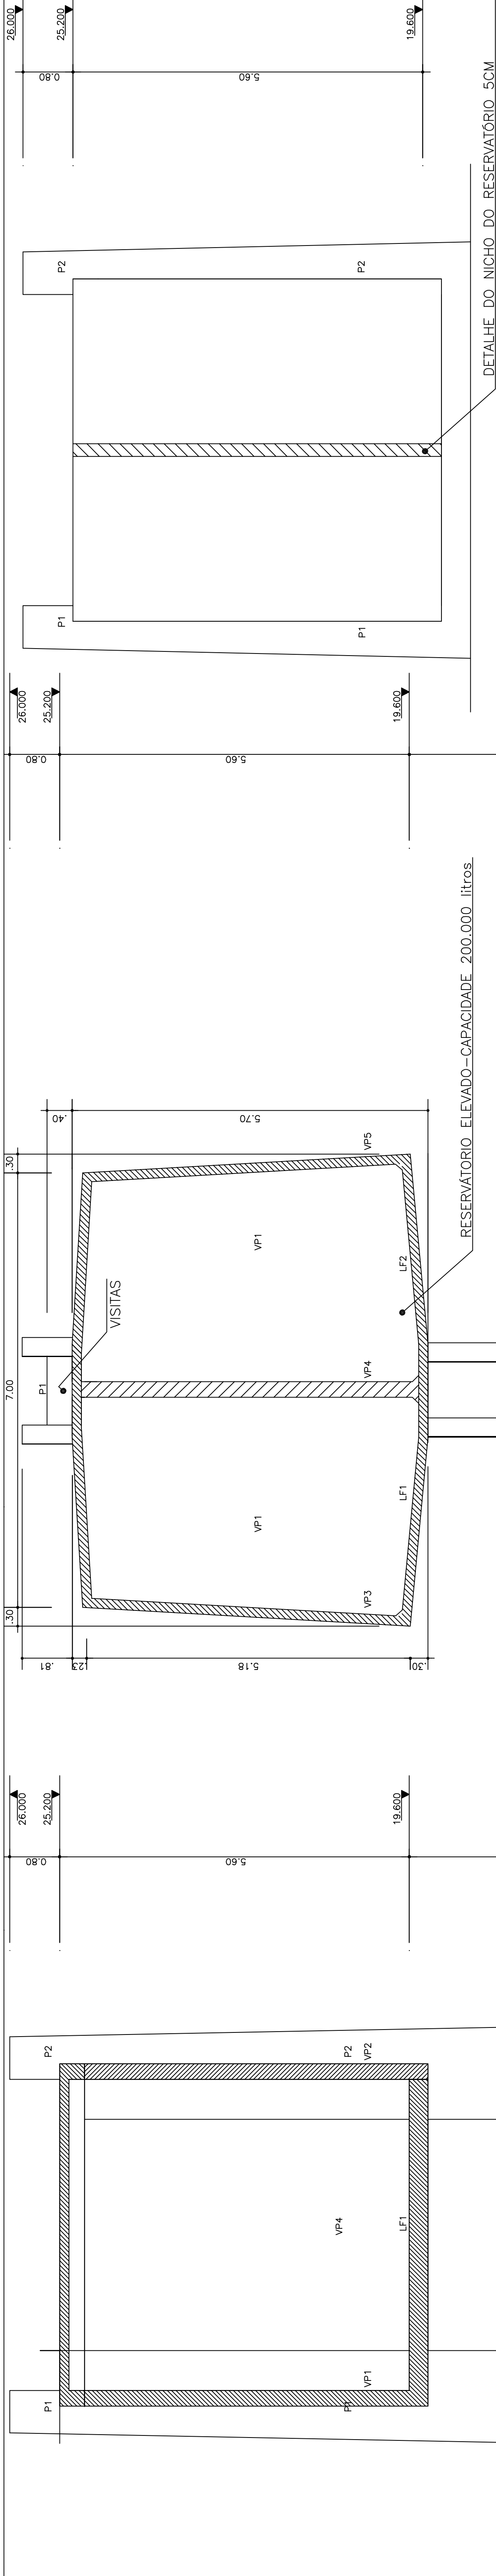 26.000
25.200
19.600
0.80
5.60
P2
P2
P1
P1
DETALHE DO NICHO DO RESERVATÓRIO 5CM
26.000
25.200
19.600
0.80
5.60
RESERVÁTORIO ELEVADO-CAPACIDADE 200.000 litros
.40
5.70
.30
VP5
VP1
LF2
VISITAS
7.00
P1
VP4
LF1
VP1
VP3
.30
.81
.23
5.18
.30
26.000
25.200
19.600
0.80
5.60
P2
P2
VP2
VP4
LF1
P1
P1
VP1